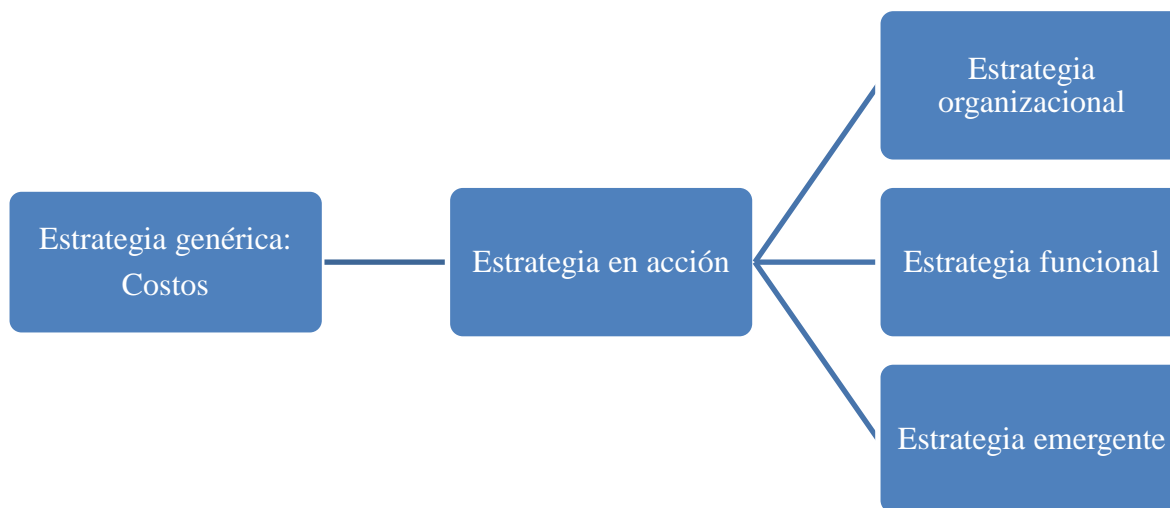 Estrategia genérica:
Costos
Estrategia en acción
Estrategia
organizacional
Estrategia funcional
Estrategia emergente